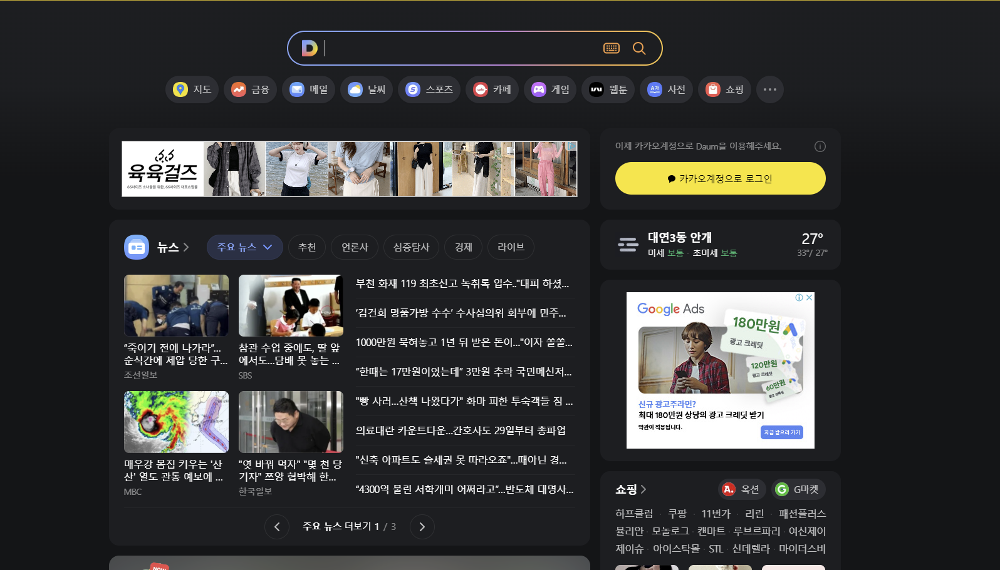 D
지도
금융
메일
날씨
스포츠
카페
게임
웹툰
사전
쇼핑
육육걸즈
66사이즈 소녀들을 위한, 66사이즈 대표쇼핑몰
이제 카카오계정으로 Daum을 이용해주세요.
카카오계정으로 로그인
뉴스
주요 뉴스
추천
언론사
심층탐사
경제
라이브
대연3동 안개
미세 보통 · 초미세 보통
27°
33°/ 27°
“죽이기 전에 나가라”...
순식간에 제압 당한 구...
조선일보
참관 수업 중에도, 딸 앞
에서도...담배 못 놓는 ...
SBS
매우강 몸집 키우는 '산
산' 열도 관통 예보에 ...
MBC
"엿 바꿔 먹자" "몇 천 당
기자" 쯔양 협박해 한...
한국일보
부천 화재 119 최초신고 녹취록 입수.."대피 하셨...
‘김건희 명품가방 수수’ 수사심의위 회부에 민주...
1000만원 묵혀놓고 1년 뒤 받은 돈이..."이자 쏠쏠...
“한때는 17만원이었는데” 3만원 추락 국민메신저...
"빵 사러...산책 나왔다가" 화마 피한 투숙객들 짐 ...
의료대란 카운트다운...간호사도 29일부터 총파업
"신축 아파트도 슬세권 못 따라오죠"...때아닌 경...
“4300억 물린 서학개미 어쩌라고”...반도체 대명사...
주요 뉴스 더보기 1 / 3
Google Ads
180만원
광고 크레딧
120만원
광고 크레딧
60만원
광고 크레딧
신규 광고주라면?
최대 180만원 상당의 광고 크레딧 받기
약관이 적용됩니다.
지금 받으러 가기
쇼핑
A. 옥션
G G마켓
하프클럽 · 쿠팡 · 11번가 · 리린 · 패션플러스
뮬리안 · 모놀로그 · 캔마트 · 루브르파리 · 여신제이
제이슈 · 아이스탁몰 · STL · 신데렐라 · 마이더스비
NOW